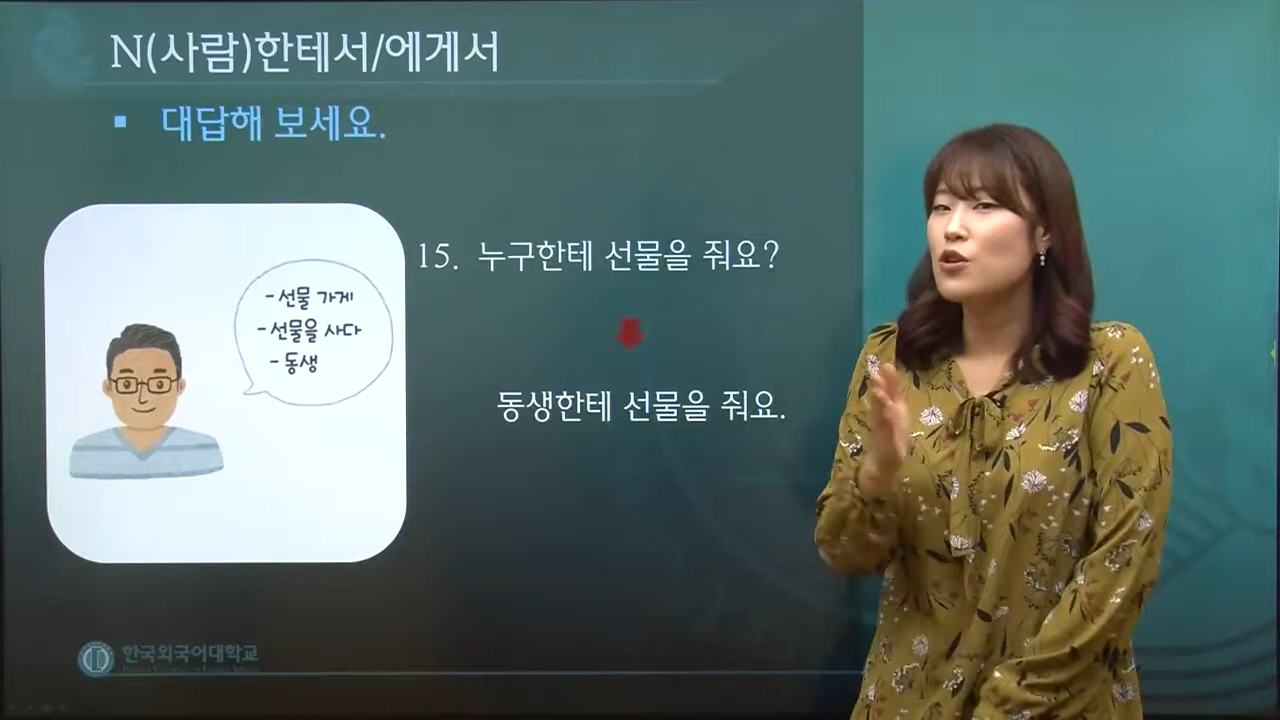 N(사람)한테서/에게서
▪ 대답해 보세요.
- 선물 가게
- 선물을 사다
- 동생
15. 누구한테 선물을 줘요?
동생한테 선물을 줘요.
한국외국어대학교